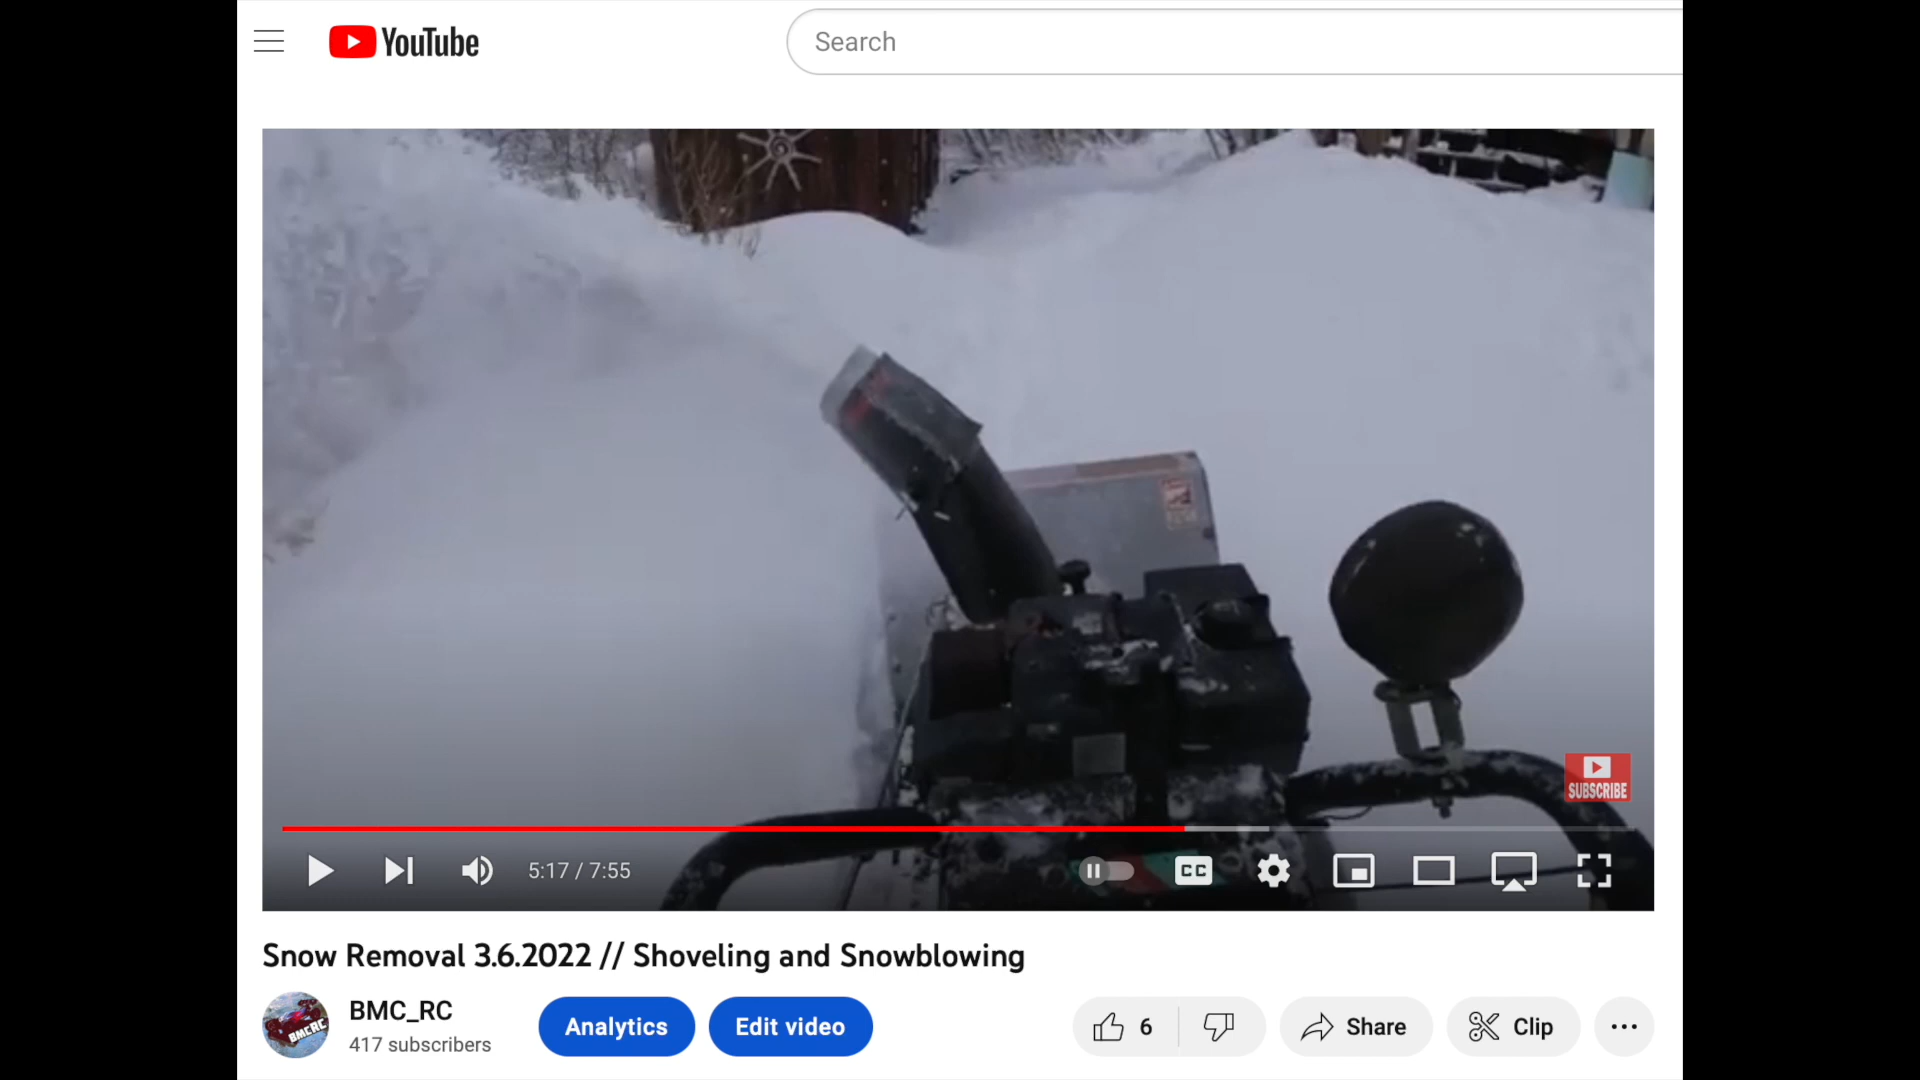 YouTube
Search
SUBSCRIBE
5:17 / 7:55
CC
Snow Removal 3.6.2022 // Shoveling and Snowblowing
BMC_RC
417 subscribers
BMCRC
Analytics
Edit video
6
Share
Clip